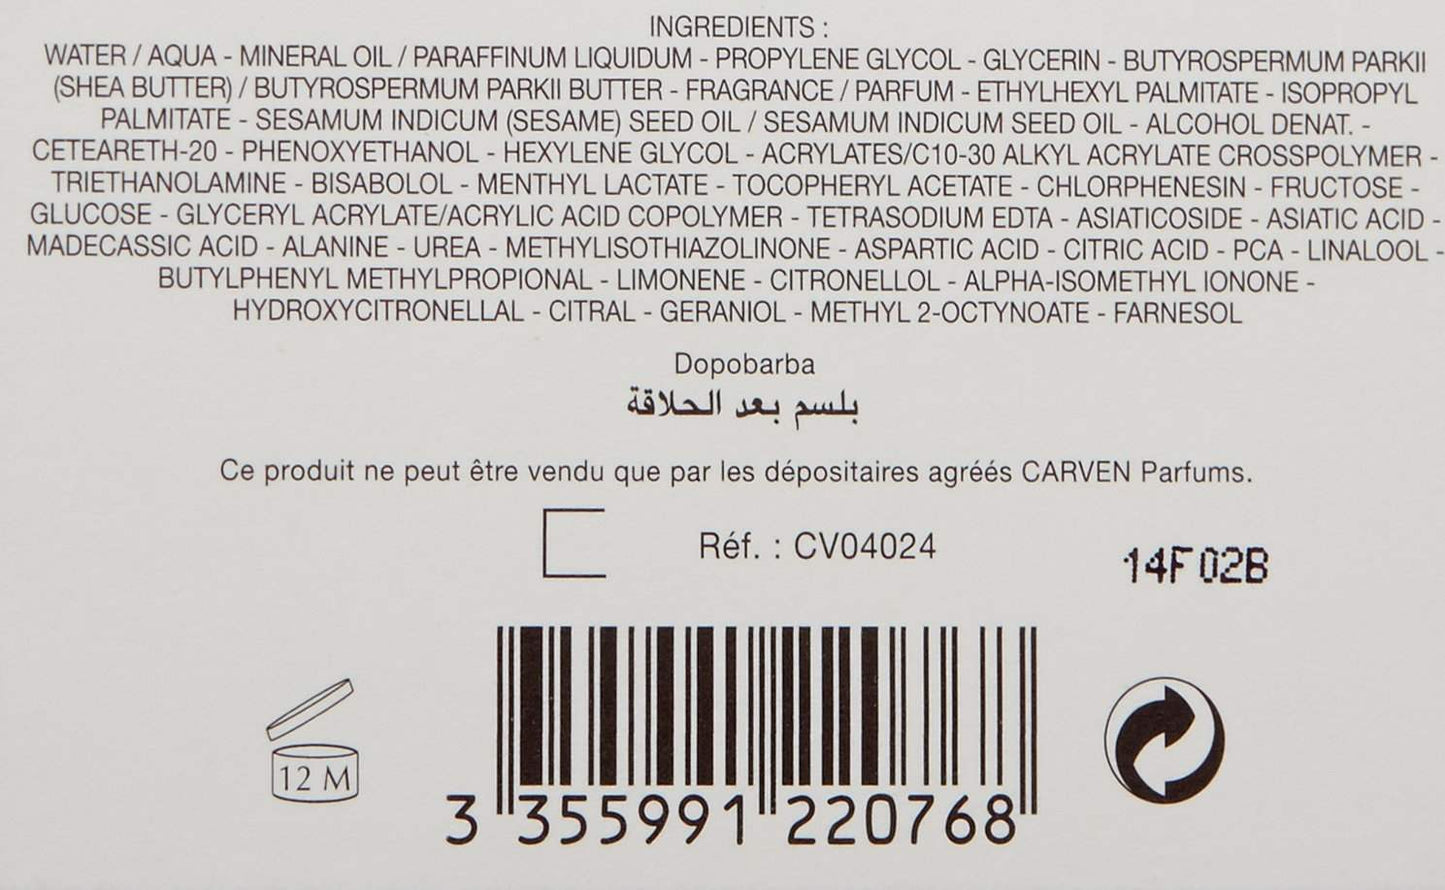 INGREDIENTS :
WATER / AQUA - MINERAL OIL / PARAFFINUM LIQUIDUM - PROPYLENE GLYCOL - GLYCERIN - BUTYROSPERMUM PARKII
(SHEA BUTTER) / BUTYROSPERMUM PARKII BUTTER - FRAGRANCE / PARFUM - ETHYLHEXYL PALMITATE - ISOPROPYL
PALMITATE - SESAMUM INDICUM (SESAME) SEED OIL / SESAMUM INDICUM SEED OIL - ALCOHOL DENAT. -
CETEARETH-20 - PHENOXYETHANOL - HEXYLENE GLYCOL - ACRYLATES/C10-30 ALKYL ACRYLATE CROSSPOLYMER -
TRIETHANOLAMINE - BISABOLOL - MENTHYL LACTATE - TOCOPHERYL ACETATE - CHLORPHENESIN - FRUCTOSE -
GLUCOSE - GLYCERYL ACRYLATE/ACRYLIC ACID COPOLYMER - TETRASODIUM EDTA - ASIATICOSIDE - ASIATIC ACID -
MADECASSIC ACID - ALANINE - UREA - METHYLISOTHIAZOLINONE - ASPARTIC ACID - CITRIC ACID - PCA - LINALOOL -
BUTYLPHENYL METHYLPROPIONAL - LIMONENE - CITRONELLOL - ALPHA-ISOMETHYL IONONE -
HYDROXYCITRONELLAL - CITRAL - GERANIOL - METHYL 2-OCTYNOATE - FARNESOL
Dopobarba
بلسم بعد الحلاقة
Ce produit ne peut être vendu que par les dépositaires agréés CARVEN Parfums.
Réf. : CV04024
14F02B
12 M
3 355991 220768